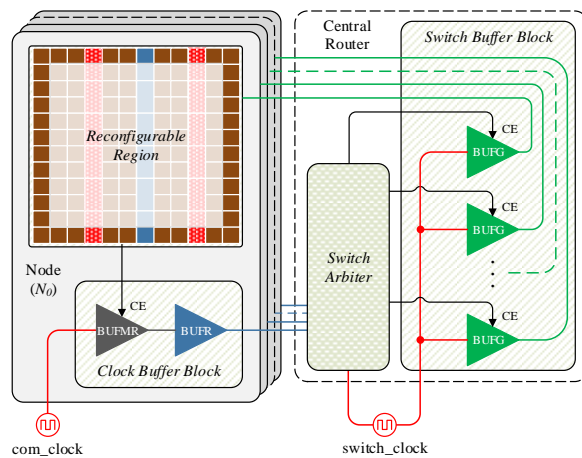 Central
Router
Switch Buffer Block
Reconfigurable
Region
CE
BUFG
CE
BUFG
Switch
Arbiter
Node
(N0)
CE
BUFMR
BUFR
Clock Buffer Block
CE
BUFG
com_clock
switch_clock